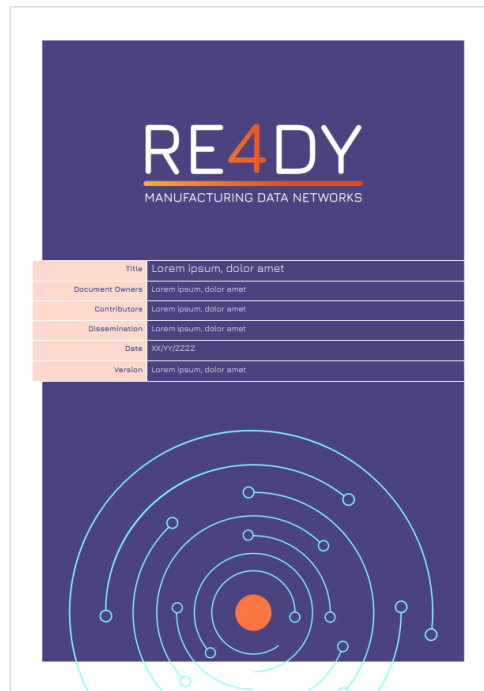 RE4DY
MANUFACTURING DATA NETWORKS
Title Lorem ipsum, dolor amet
Document Owners Lorem ipsum, dolor amet
Contributors Lorem ipsum, dolor amet
Dissemination Lorem ipsum, dolor amet
Date XX/YY/ZZZZ
Version Lorem ipsum, dolor amet